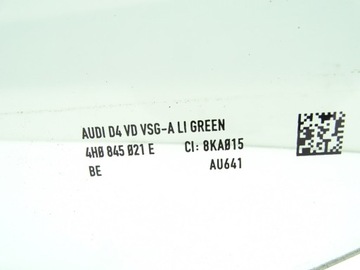 AUDI D4 VD VSG-A LI GREEN
4H0 845 021 E CI: 8KA015
BE AU641